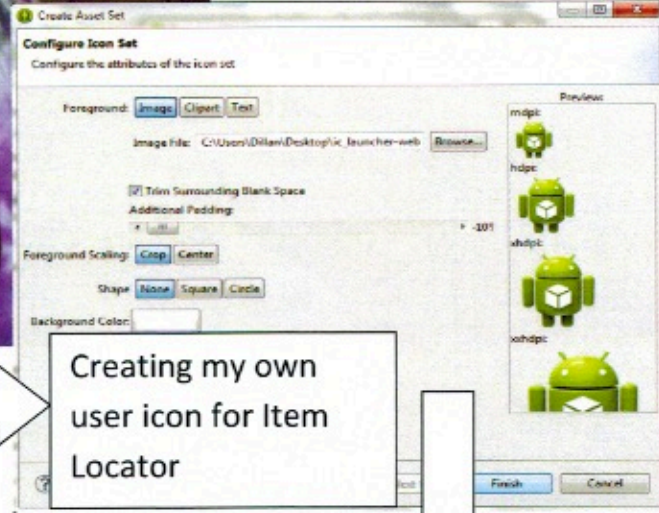 Create Asset Set
Configure Icon Set
Configure the attributes of the icon set
Foreground: Image Clipart Text
Image File: C:\Users\Dillan\Desktop\ic_launcher-web Browse...
Trim Surrounding Blank Space
Additional Padding:
Foreground Scaling: Crop Center
Shape None Square Circle
Background Color:
Previews
mdpi:
hdpi:
xhdpi:
xxhdpi:
Creating my own
user icon for Item
Locator
?
Finish Cancel